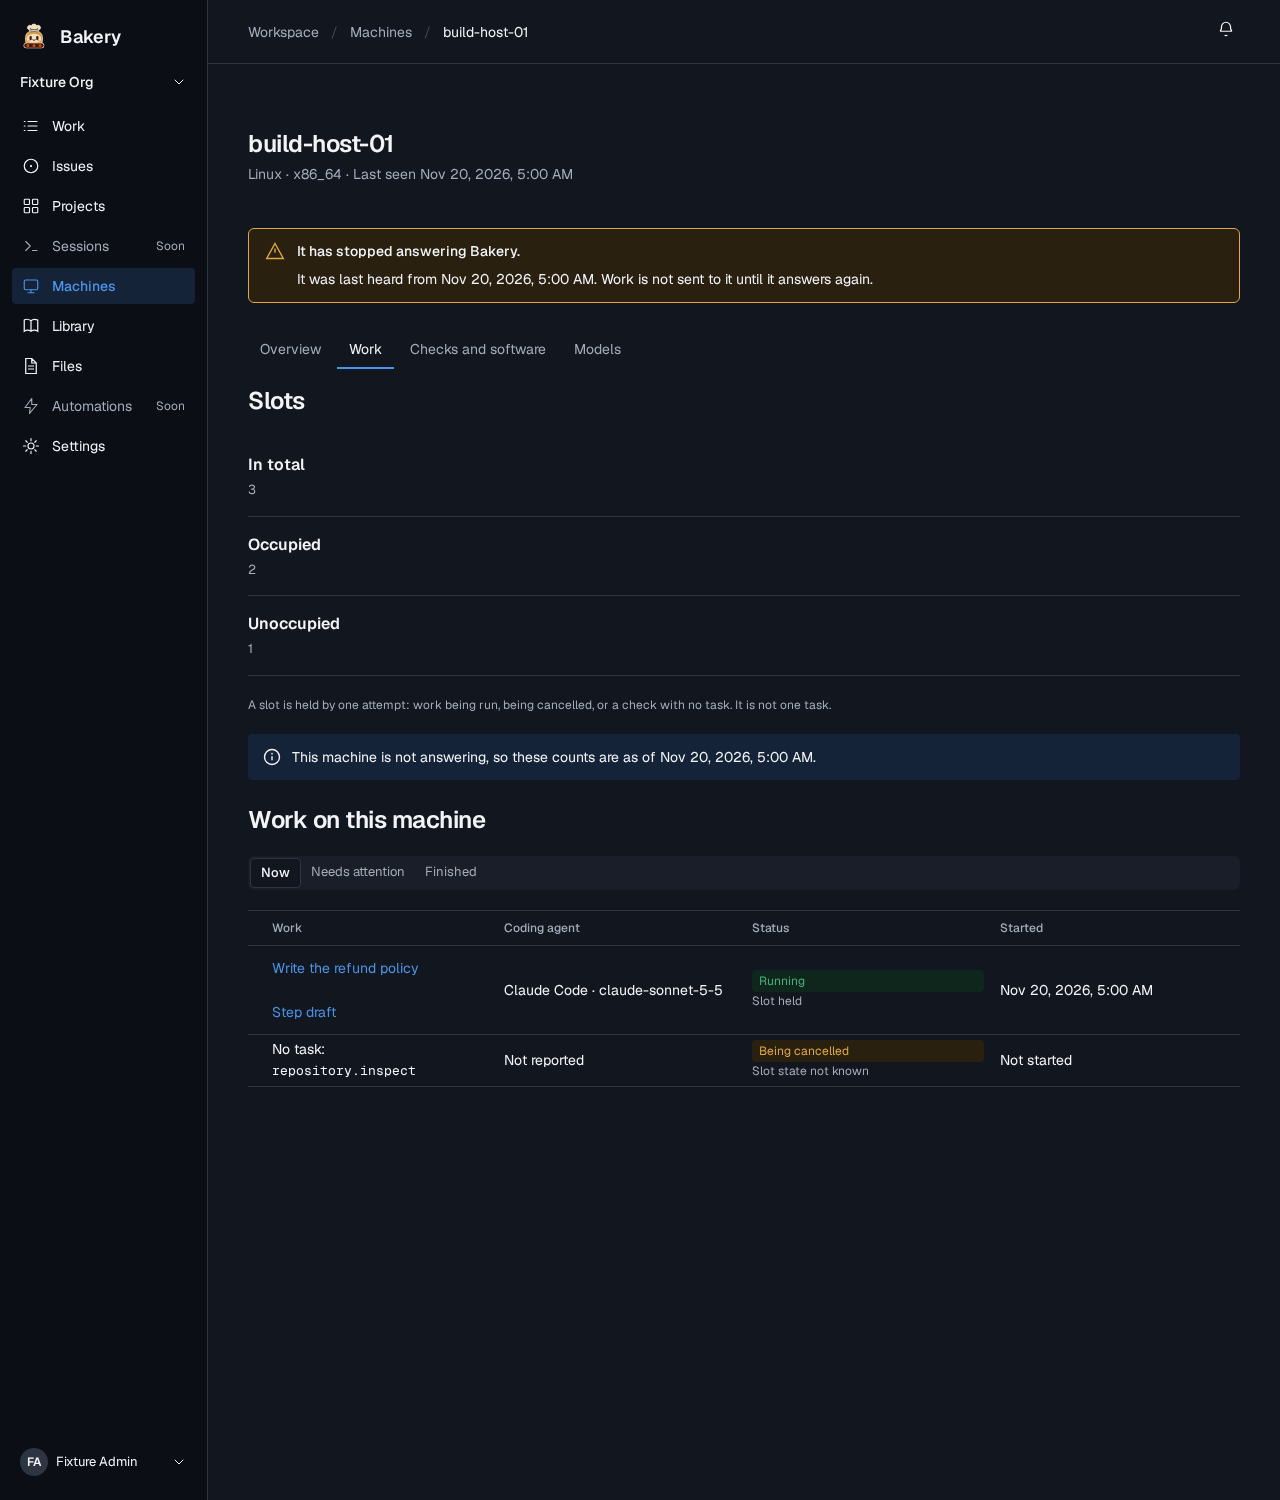 Bakery
Fixture Org
Work
Issues
Projects
Sessions Soon
Machines
Library
Files
Automations Soon
Settings
FA Fixture Admin
Workspace / Machines / build-host-01
build-host-01
Linux · x86_64 · Last seen Nov 20, 2026, 5:00 AM
It has stopped answering Bakery.
It was last heard from Nov 20, 2026, 5:00 AM. Work is not sent to it until it answers again.
Overview Work Checks and software Models
Slots
In total
3
Occupied
2
Unoccupied
1
A slot is held by one attempt: work being run, being cancelled, or a check with no task. It is not one task.
This machine is not answering, so these counts are as of Nov 20, 2026, 5:00 AM.
Work on this machine
Now Needs attention Finished
Work Coding agent Status Started
Write the refund policy
Step draft
Claude Code · claude-sonnet-5-5
Running
Slot held
Nov 20, 2026, 5:00 AM
No task:
repository.inspect
Not reported
Being cancelled
Slot state not known
Not started